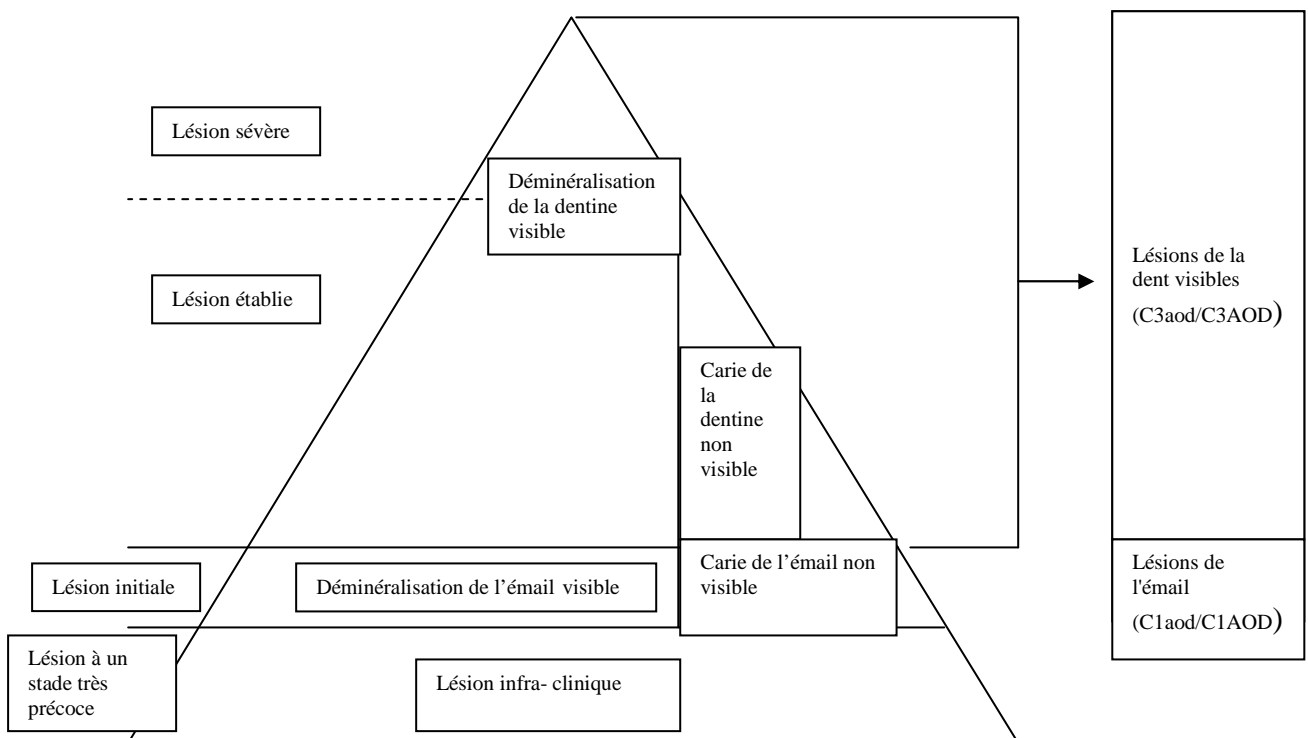 Lésion sévère
Déminéralisation
de la dentine
visible
Lésion établie
Lésions de la
dent visibles
(C3aod/C3AOD)
Carie de
la
dentine
non
visible
Lésion initiale
Déminéralisation de l’émail visible
Carie de l’émail non
visible
Lésions de
l'émail
(C1aod/C1AOD)
Lésion à un
stade très
précoce
Lésion infra- clinique